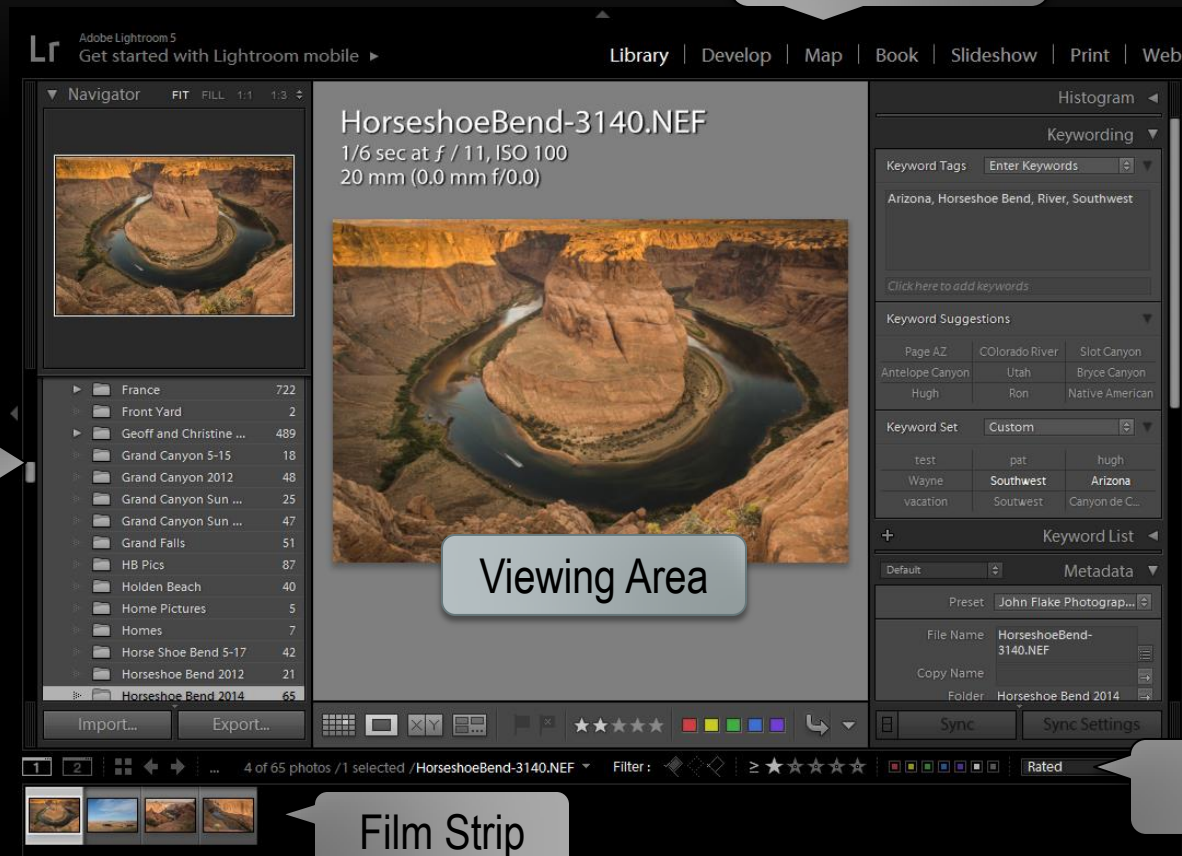 Adobe Lightroom 5
Lr Get started with Lightroom mobile
Library | Develop | Map | Book | Slideshow | Print | Web
Navigator FIT FILL 1:1 1:3
France 722
Front Yard 2
Geoff and Christine ... 489
Grand Canyon 5-15 18
Grand Canyon 2012 48
Grand Canyon Sun ... 25
Grand Canyon Sun ... 47
Grand Falls 51
HB Pics 87
Holden Beach 40
Home Pictures 5
Homes 7
Horse Shoe Bend 5-17 42
Horseshoe Bend 2012 21
Horseshoe Bend 2014 65
Import... Export...
HorseshoeBend-3140.NEF
1/6 sec at ƒ / 11, ISO 100
20 mm (0.0 mm f/0.0)
Viewing Area
XY
Histogram
Keywording
Keyword Tags Enter Keywords
Arizona, Horseshoe Bend, River, Southwest
Click here to add keywords
Keyword Suggestions
Page AZ COlorado River Slot Canyon
Antelope Canyon Utah Bryce Canyon
Hugh Ron Native American
Keyword Set Custom
test pat hugh
Wayne Southwest Arizona
vacation Soutwest Canyon de C...
+ Keyword List
Default Metadata
Preset John Flake Photograp...
File Name HorseshoeBend-
3140.NEF
Copy Name
Folder Horseshoe Bend 2014
Sync Sync Settings
1 2 ... 4 of 65 photos /1 selected /HorseshoeBend-3140.NEF Filter : ≥ Rated
Film Strip